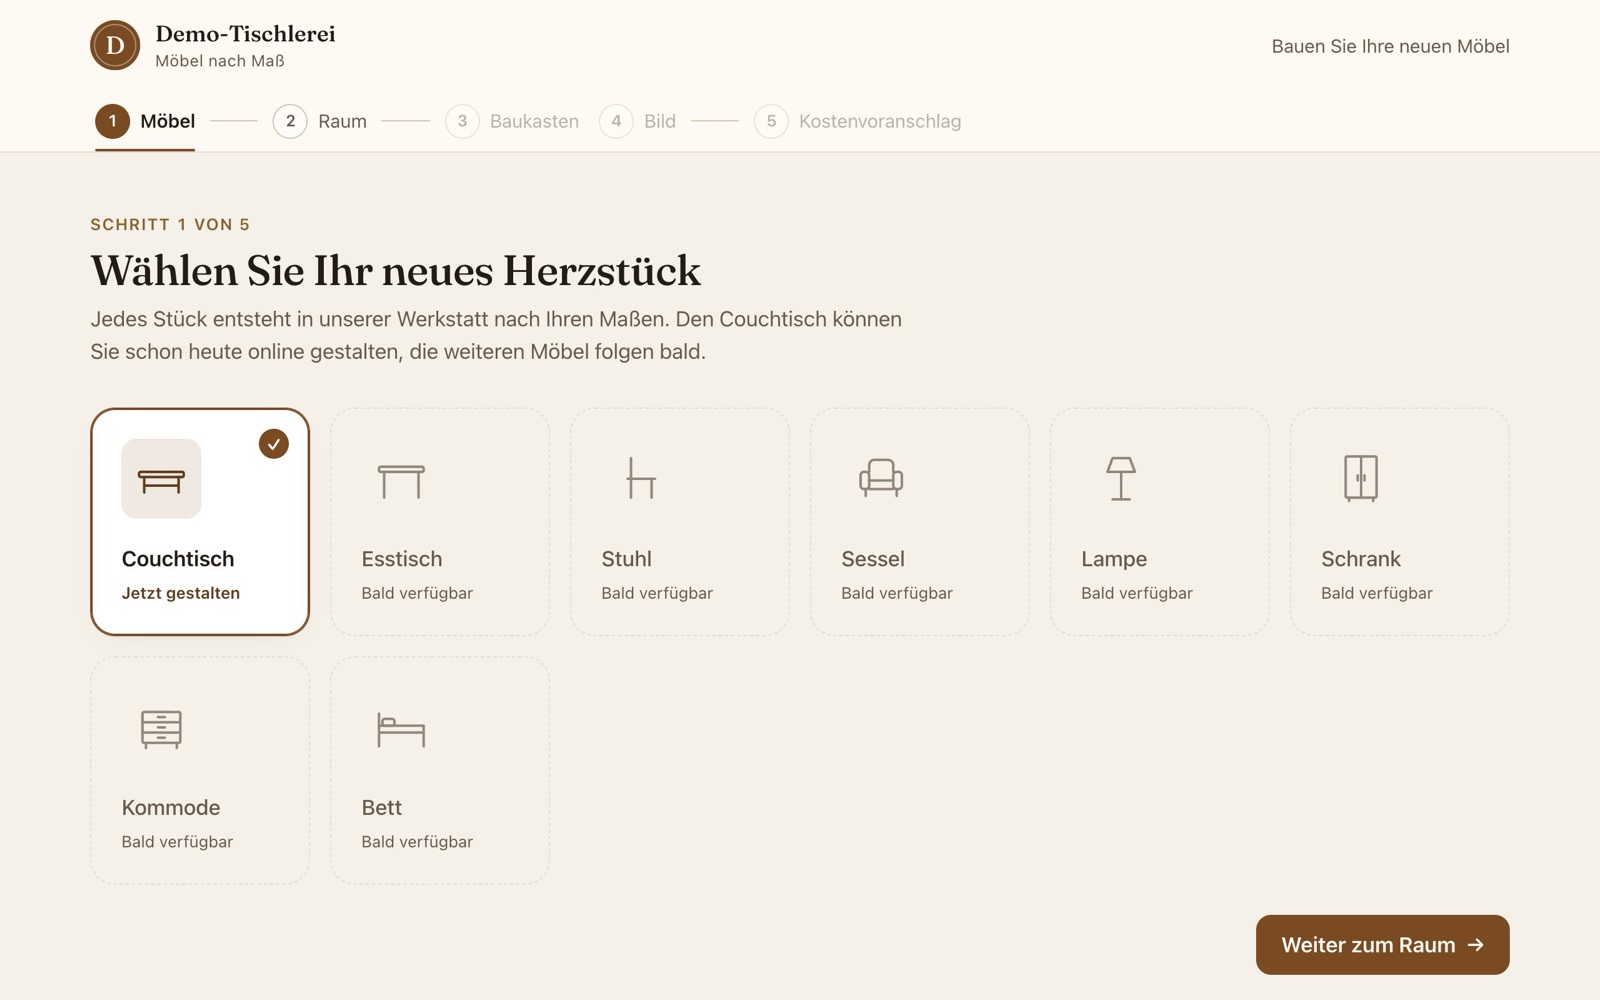 D
Demo-Tischlerei
Möbel nach Maß
Bauen Sie Ihre neuen Möbel
1 Möbel
2 Raum
3 Baukasten
4 Bild
5 Kostenvoranschlag
SCHRITT 1 VON 5
Wählen Sie Ihr neues Herzstück
Jedes Stück entsteht in unserer Werkstatt nach Ihren Maßen. Den Couchtisch können
Sie schon heute online gestalten, die weiteren Möbel folgen bald.
Couchtisch
Jetzt gestalten
Esstisch
Bald verfügbar
Stuhl
Bald verfügbar
Sessel
Bald verfügbar
Lampe
Bald verfügbar
Schrank
Bald verfügbar
Kommode
Bald verfügbar
Bett
Bald verfügbar
Weiter zum Raum →